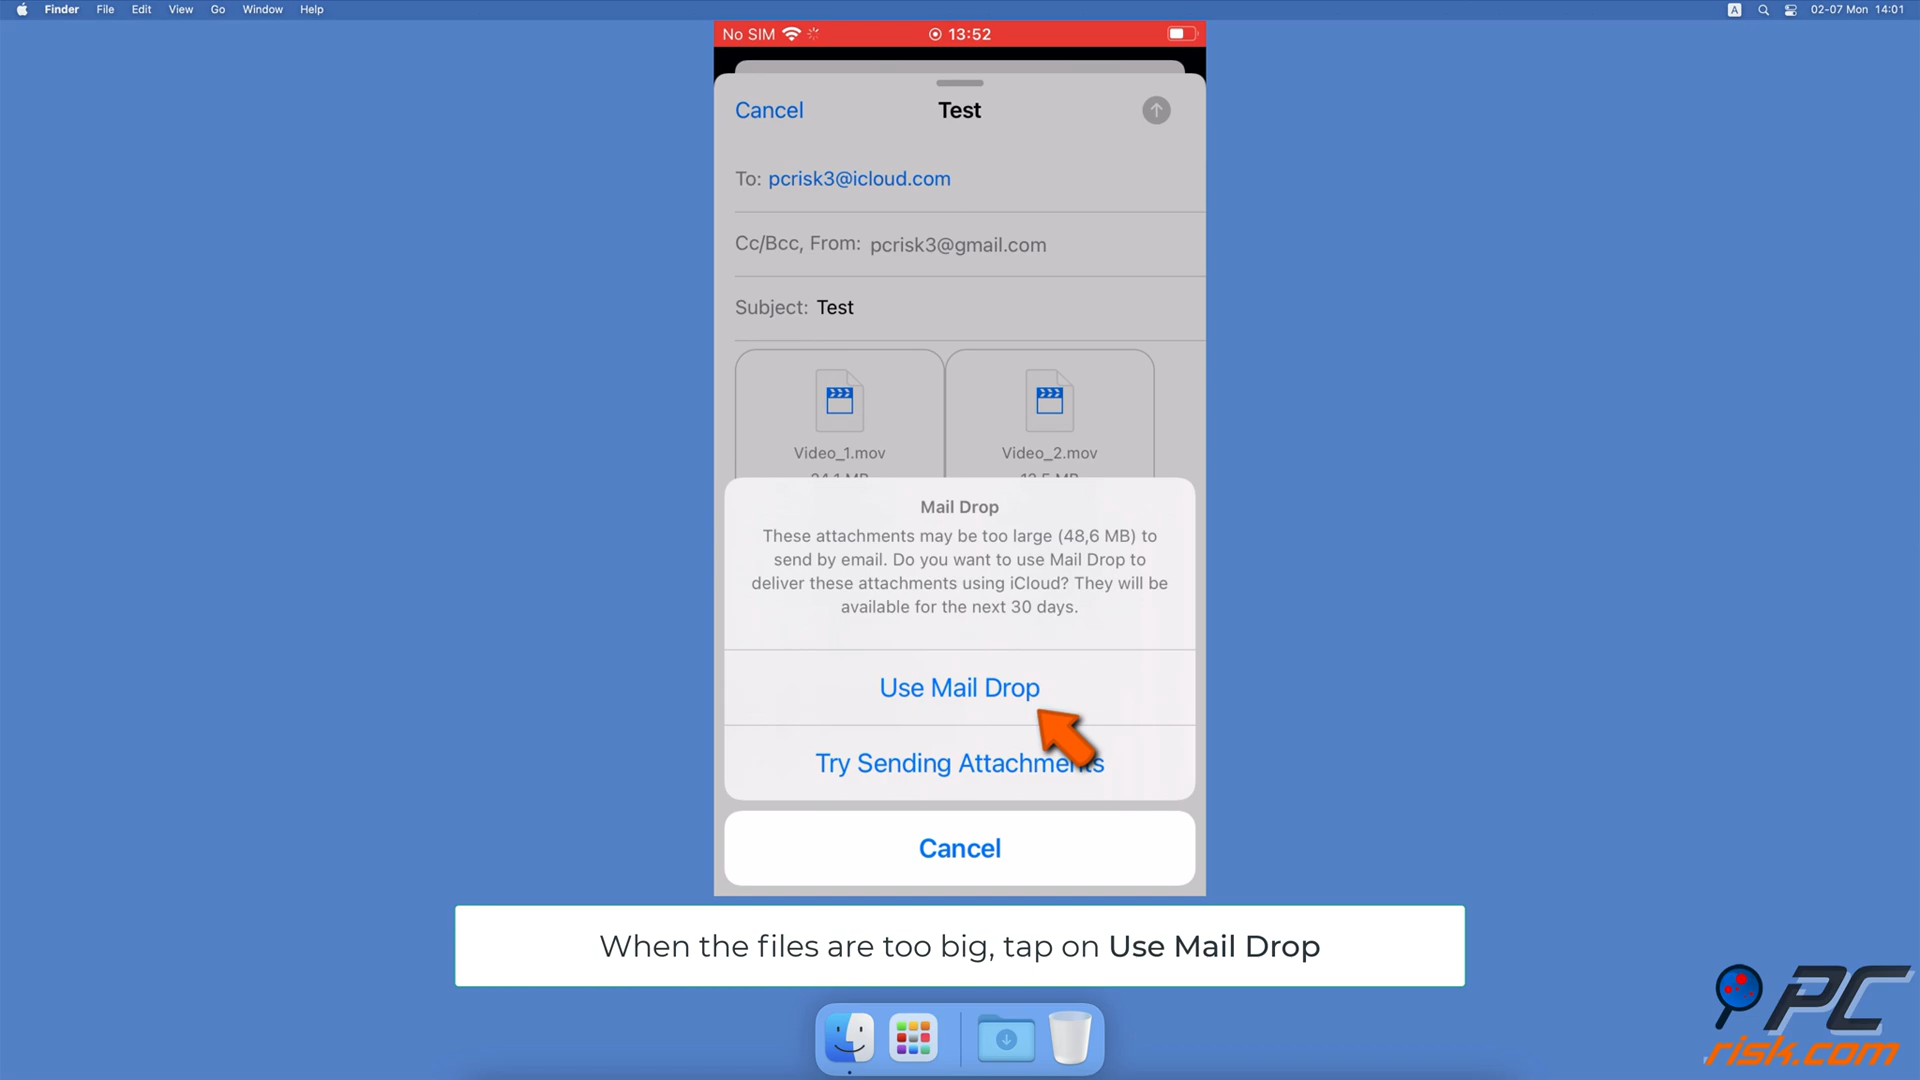 Finder File Edit View Go Window Help
A 02-07 Mon 14:01
No SIM 13:52
Cancel Test
To: pcrisk3@icloud.com
Cc/Bcc, From: pcrisk3@gmail.com
Subject: Test
Video_1.mov Video_2.mov
Mail Drop
These attachments may be too large (48,6 MB) to
send by email. Do you want to use Mail Drop to
deliver these attachments using iCloud? They will be
available for the next 30 days.
Use Mail Drop
Try Sending Attachments
Cancel
When the files are too big, tap on Use Mail Drop
PC
risk.com